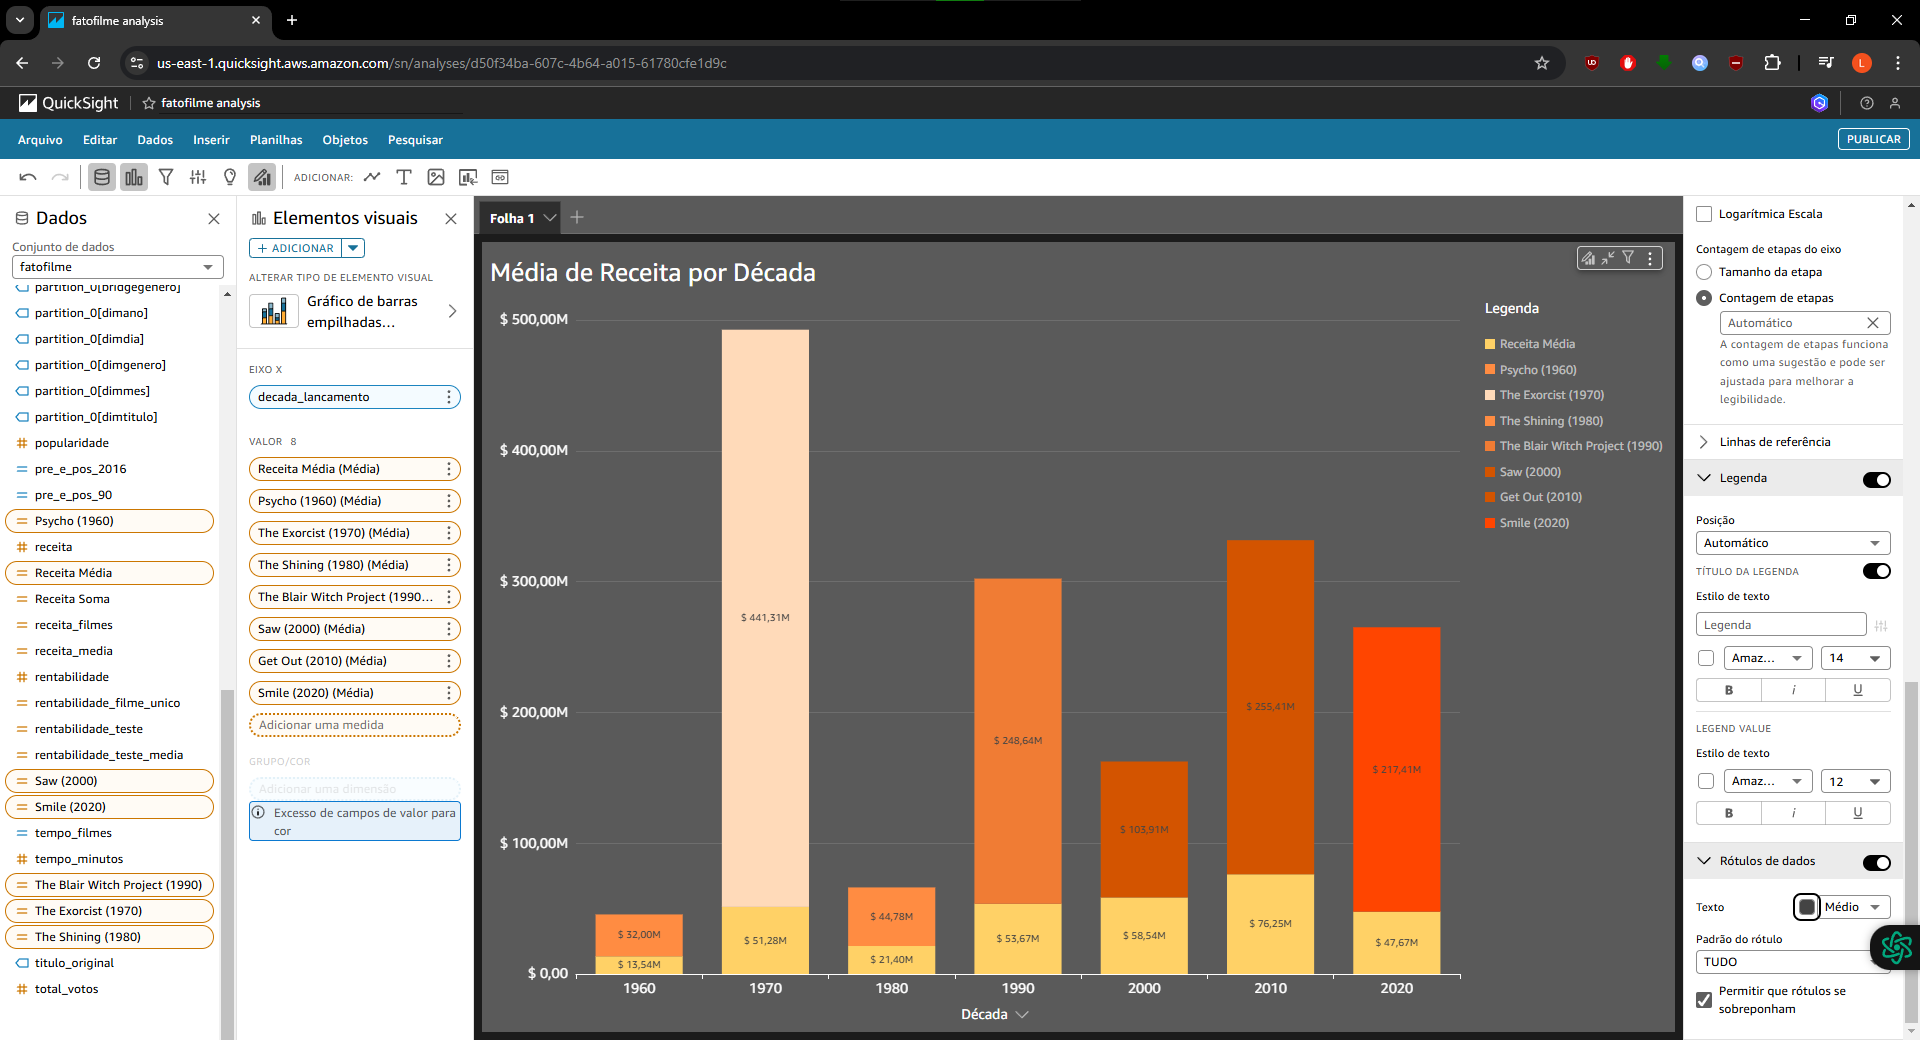 fatofilme analysis
us-east-1.quicksight.aws.amazon.com/sn/analyses/d50f34ba-607c-4b64-a015-61780cfe1d9c
L
QuickSight
fatofilme analysis
Arquivo Editar Dados Inserir Planilhas Objetos Pesquisar
PUBLICAR
ADICIONAR:
Dados
Conjunto de dados
fatofilme
partition_0[bridgegenero]
partition_0[dimano]
partition_0[dimdia]
partition_0[dimgenero]
partition_0[dimmes]
partition_0[dimtitulo]
popularidade
pre_e_pos_2016
pre_e_pos_90
Psycho (1960)
receita
Receita Média
Receita Soma
receita_filmes
receita_media
rentabilidade
rentabilidade_filme_unico
rentabilidade_teste
rentabilidade_teste_media
Saw (2000)
Smile (2020)
tempo_filmes
tempo_minutos
The Blair Witch Project (1990)
The Exorcist (1970)
The Shining (1980)
titulo_original
total_votos
Elementos visuais
ADICIONAR
ALTERAR TIPO DE ELEMENTO VISUAL
Gráfico de barras
empilhadas...
EIXO X
decada_lancamento
VALOR 8
Receita Média (Média)
Psycho (1960) (Média)
The Exorcist (1970) (Média)
The Shining (1980) (Média)
The Blair Witch Project (1990...
Saw (2000) (Média)
Get Out (2010) (Média)
Smile (2020) (Média)
Adicionar uma medida
GRUPO/COR
Adicionar uma dimensão
Excesso de campos de valor para
cor
Folha 1
Média de Receita por Década
$ 500,00M
$ 400,00M
$ 300,00M
$ 200,00M
$ 100,00M
$ 0,00
$ 32,00M
$ 13,54M
$ 441,31M
$ 51,28M
$ 44,78M
$ 21,40M
$ 248,64M
$ 53,67M
$ 103,91M
$ 58,54M
$ 255,41M
$ 76,25M
$ 217,41M
$ 47,67M
1960 1970 1980 1990 2000 2010 2020
Década
Legenda
Receita Média
Psycho (1960)
The Exorcist (1970)
The Shining (1980)
The Blair Witch Project (1990)
Saw (2000)
Get Out (2010)
Smile (2020)
Logarítmica Escala
Contagem de etapas do eixo
Tamanho da etapa
Contagem de etapas
Automático
A contagem de etapas funciona
como uma sugestão e pode ser
ajustada para melhorar a
legibilidade.
Linhas de referência
Legenda
Posição
Automático
TÍTULO DA LEGENDA
Estilo de texto
Legenda
Amaz... 14
B i U
LEGEND VALUE
Estilo de texto
Amaz... 12
B i U
Rótulos de dados
Texto Médio
Padrão do rótulo
TUDO
Permitir que rótulos se
sobreponham